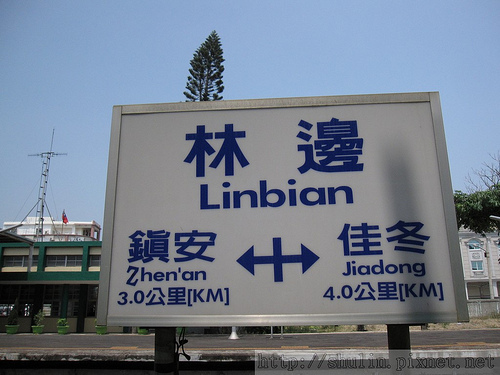 林邊
Linbian
鎮安 佳冬
Zhen'an Jiadong
3.0公里[KM] 4.0公里[KM]
http://shulin.pixnet.net